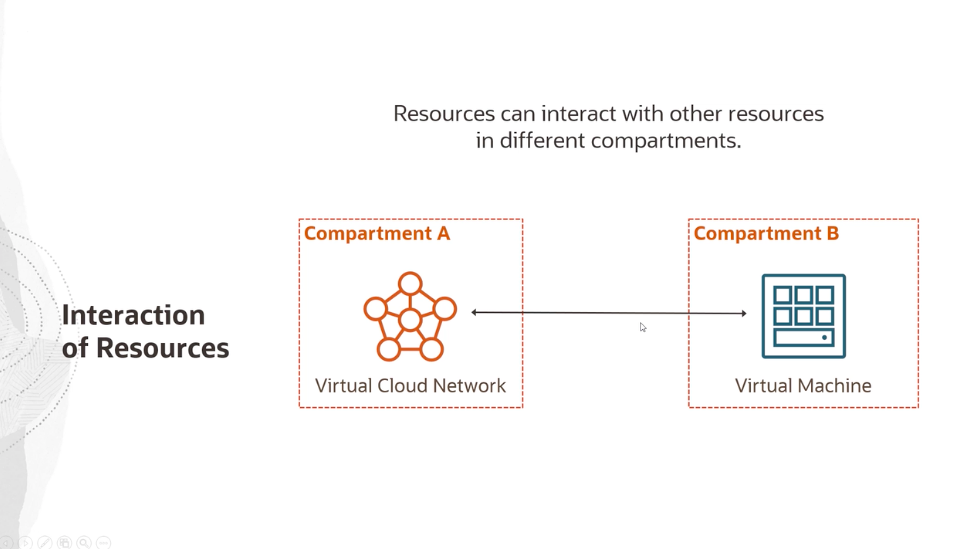 Resources can interact with other resources
in different compartments.
Interaction
of Resources
Compartment A
Virtual Cloud Network
Compartment B
Virtual Machine